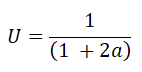 U = 1 / (1 + 2a)